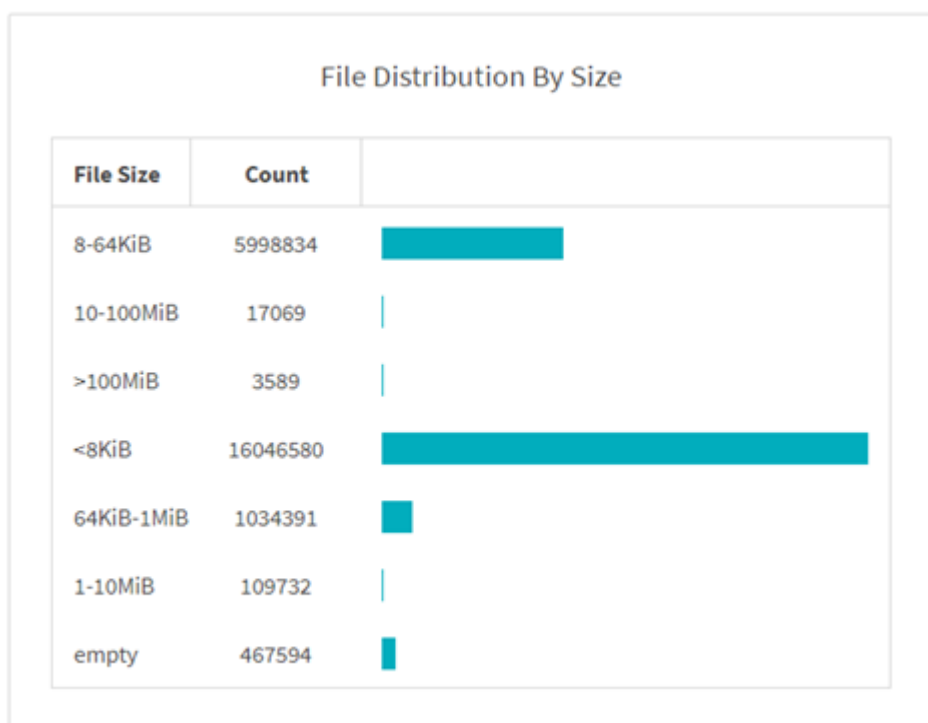 File Distribution By Size
File Size Count
8-64KiB 5998834
10-100MiB 17069
>100MiB 3589
<8KiB 16046580
64KiB-1MiB 1034391
1-10MiB 109732
empty 467594